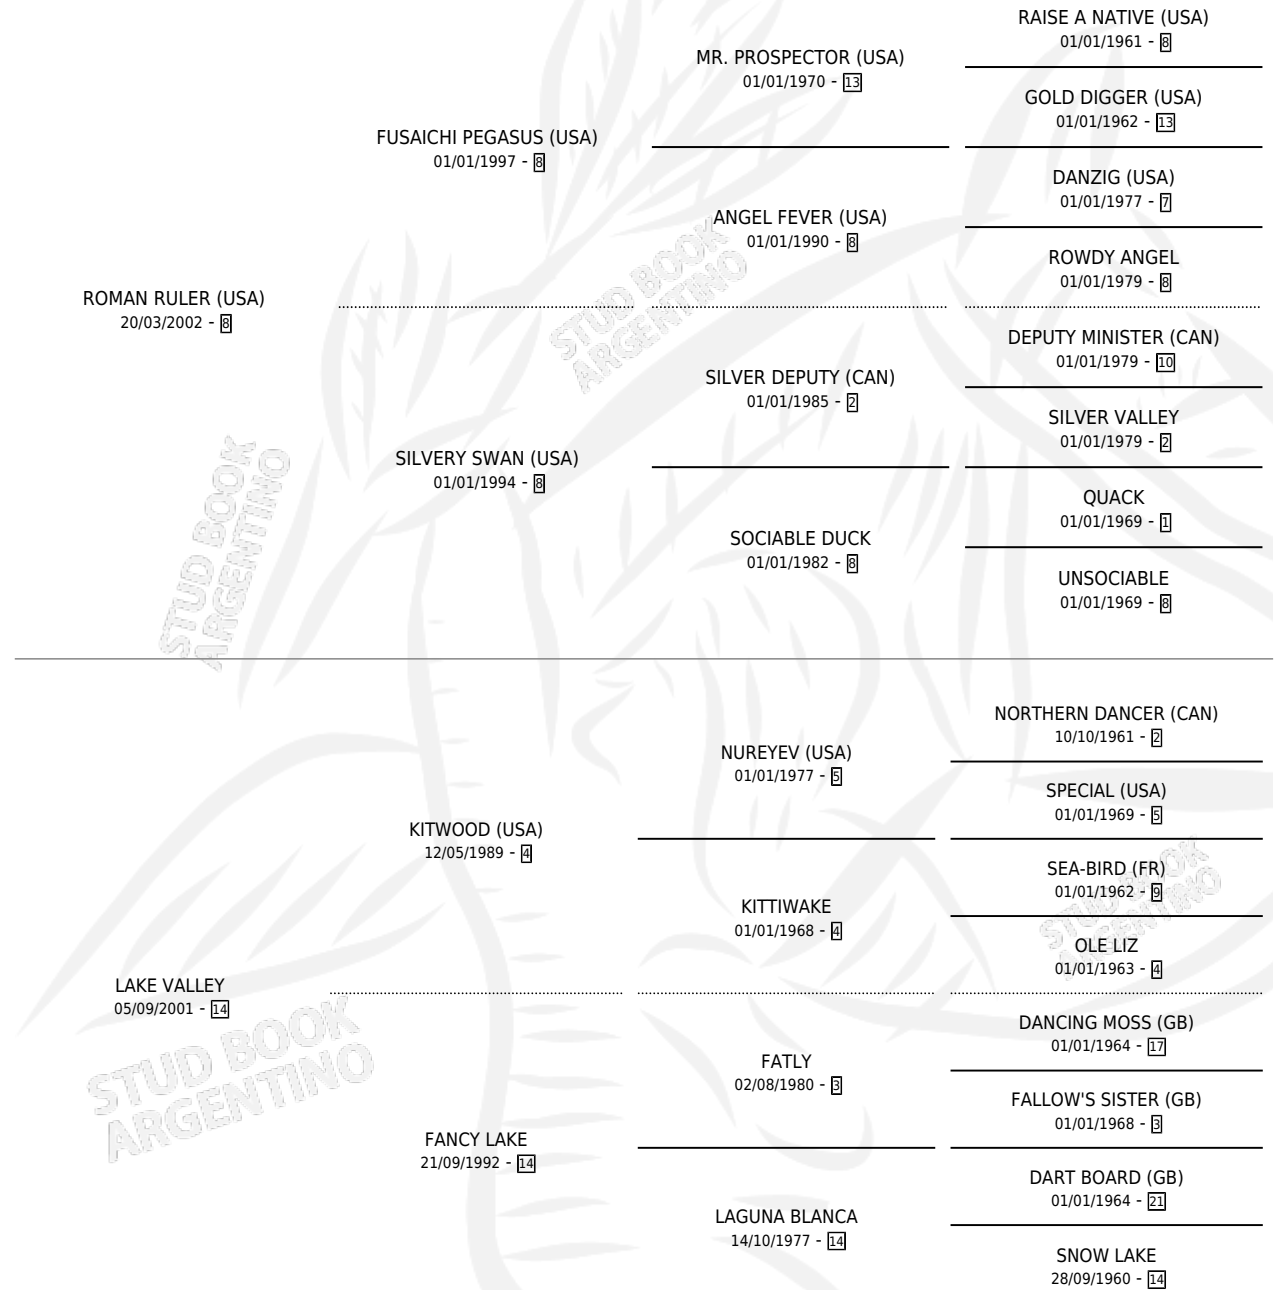 RAISE A NATIVE (USA)
01/01/1961 - 8
MR. PROSPECTOR (USA)
01/01/1970 - 13
GOLD DIGGER (USA)
01/01/1962 - 13
FUSAICHI PEGASUS (USA)
01/01/1997 - 8
DANZIG (USA)
01/01/1977 - 7
ANGEL FEVER (USA)
01/01/1990 - 8
ROWDY ANGEL
01/01/1979 - 8
ROMAN RULER (USA)
20/03/2002 - 8
DEPUTY MINISTER (CAN)
01/01/1979 - 10
SILVER DEPUTY (CAN)
01/01/1985 - 2
SILVER VALLEY
01/01/1979 - 2
SILVERY SWAN (USA)
01/01/1994 - 8
QUACK
01/01/1969 - 1
SOCIABLE DUCK
01/01/1982 - 8
UNSOCIABLE
01/01/1969 - 8
NORTHERN DANCER (CAN)
10/10/1961 - 2
NUREYEV (USA)
01/01/1977 - 5
SPECIAL (USA)
01/01/1969 - 5
KITWOOD (USA)
12/05/1989 - 4
SEA-BIRD (FR)
01/01/1962 - 9
KITTIWAKE
01/01/1968 - 4
OLE LIZ
01/01/1963 - 4
LAKE VALLEY
05/09/2001 - 14
DANCING MOSS (GB)
01/01/1964 - 17
FATLY
02/08/1980 - 3
FALLOW'S SISTER (GB)
01/01/1968 - 3
FANCY LAKE
21/09/1992 - 14
DART BOARD (GB)
01/01/1964 - 21
LAGUNA BLANCA
14/10/1977 - 14
SNOW LAKE
28/09/1960 - 14
STUD BOOK
ARGENTINO
STUD BOOK
ARGENTINO
STUD BOOK
ARGENTINO
STUD BOOK
ARGENTINO